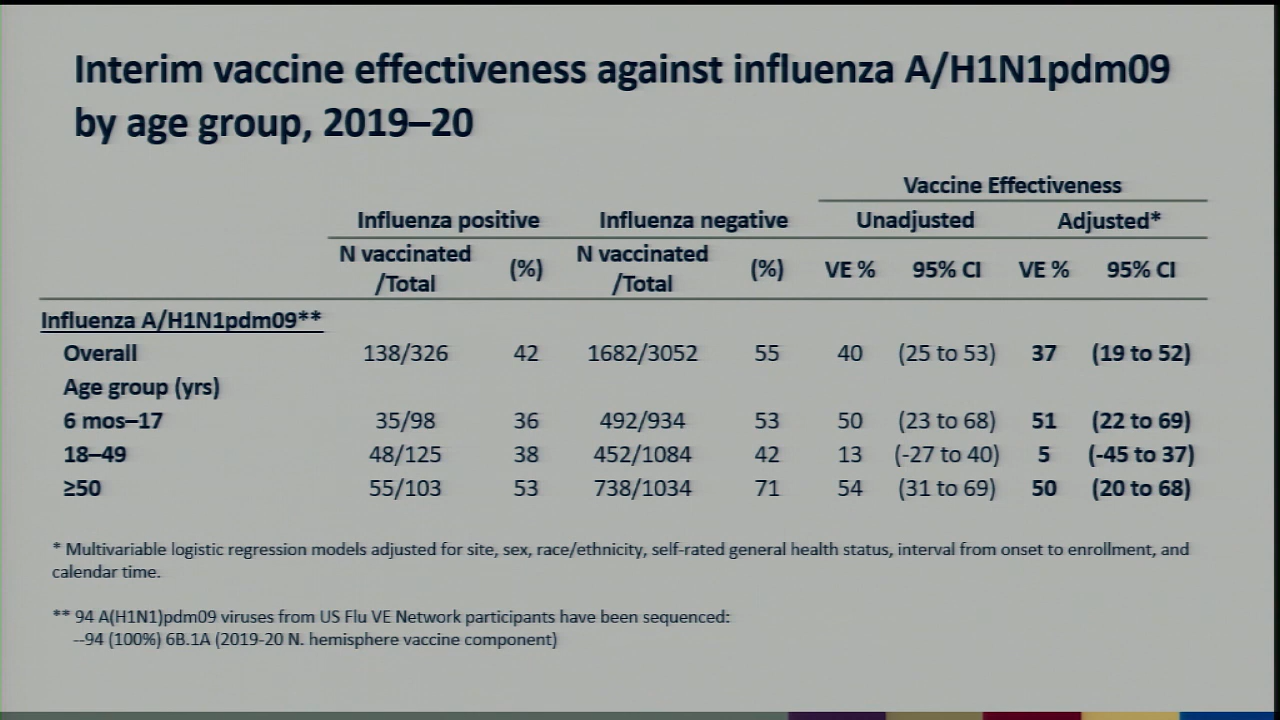 Interim vaccine effectiveness against influenza A/H1N1pdm09
by age group, 2019–20
Vaccine Effectiveness
Influenza positive Influenza negative Unadjusted Adjusted*
N vaccinated /Total (%) N vaccinated /Total (%) VE % 95% CI VE % 95% CI
Influenza A/H1N1pdm09**
Overall 138/326 42 1682/3052 55 40 (25 to 53) 37 (19 to 52)
Age group (yrs)
6 mos–17 35/98 36 492/934 53 50 (23 to 68) 51 (22 to 69)
18–49 48/125 38 452/1084 42 13 (-27 to 40) 5 (-45 to 37)
≥50 55/103 53 738/1034 71 54 (31 to 69) 50 (20 to 68)
* Multivariable logistic regression models adjusted for site, sex, race/ethnicity, self-rated general health status, interval from onset to enrollment, and
calendar time.
** 94 A(H1N1)pdm09 viruses from US Flu VE Network participants have been sequenced:
--94 (100%) 6B.1A (2019-20 N. hemisphere vaccine component)